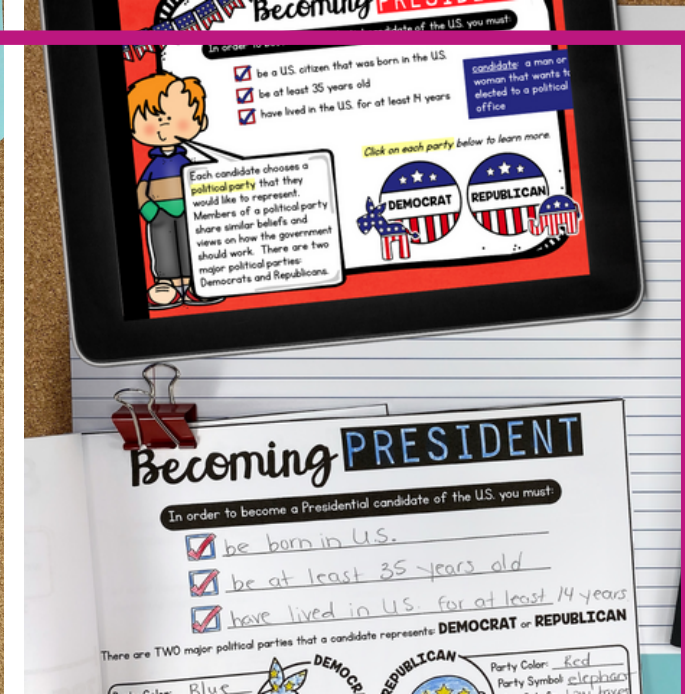 Becoming PRESIDENT
In order to become a Presidential candidate of the U.S. you must:
be a U.S. citizen that was born in the U.S.
be at least 35 years old
have lived in the U.S. for at least 14 years
candidate: a man or
woman that wants to
elected to a political
office
Click on each party below to learn more.
Each candidate chooses a
political party that they
would like to represent.
Members of a political party
share similar beliefs and
views on how the government
should work. There are two
major political parties:
Democrats and Republicans.
DEMOCRAT
REPUBLICAN
Becoming PRESIDENT
In order to become a Presidential candidate of the U.S. you must:
be born in U.S.
be at least 35 years old
have lived in U.S. for at least 14 years
There are TWO major political parties that a candidate represents: DEMOCRAT or REPUBLICAN
Blue
DEMOCR
REPUBLICAN
Party Color: Red
Party Symbol: elephant